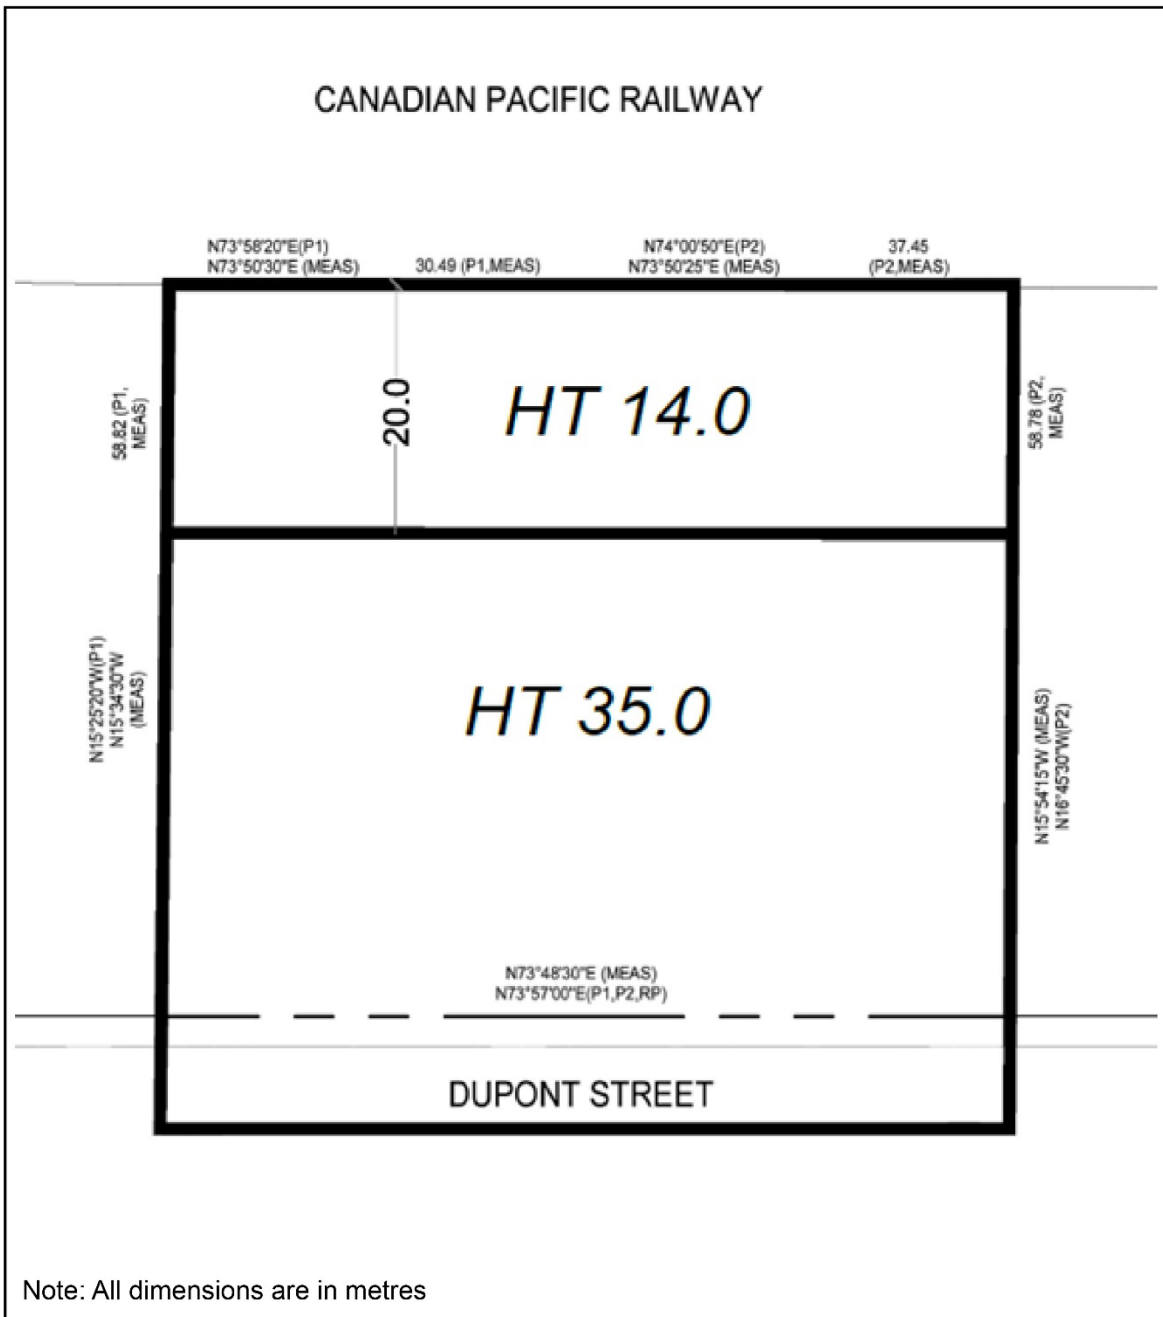 CANADIAN PACIFIC RAILWAY
N73°58'20"E(P1)
N73°50'30"E (MEAS)
30.49 (P1,MEAS)
N74°00'50"E(P2)
N73°50'25"E (MEAS)
37.45
(P2,MEAS)
58.82 (P1,
MEAS)
20.0
HT 14.0
58.78 (P2,
MEAS)
N15°25'20"W(P1)
N15°34'30"W
(MEAS)
HT 35.0
N15°54'15"W (MEAS)
N16°45'30"W(P2)
N73°48'30"E (MEAS)
N73°57'00"E(P1,P2,RP)
DUPONT STREET
Note: All dimensions are in metres